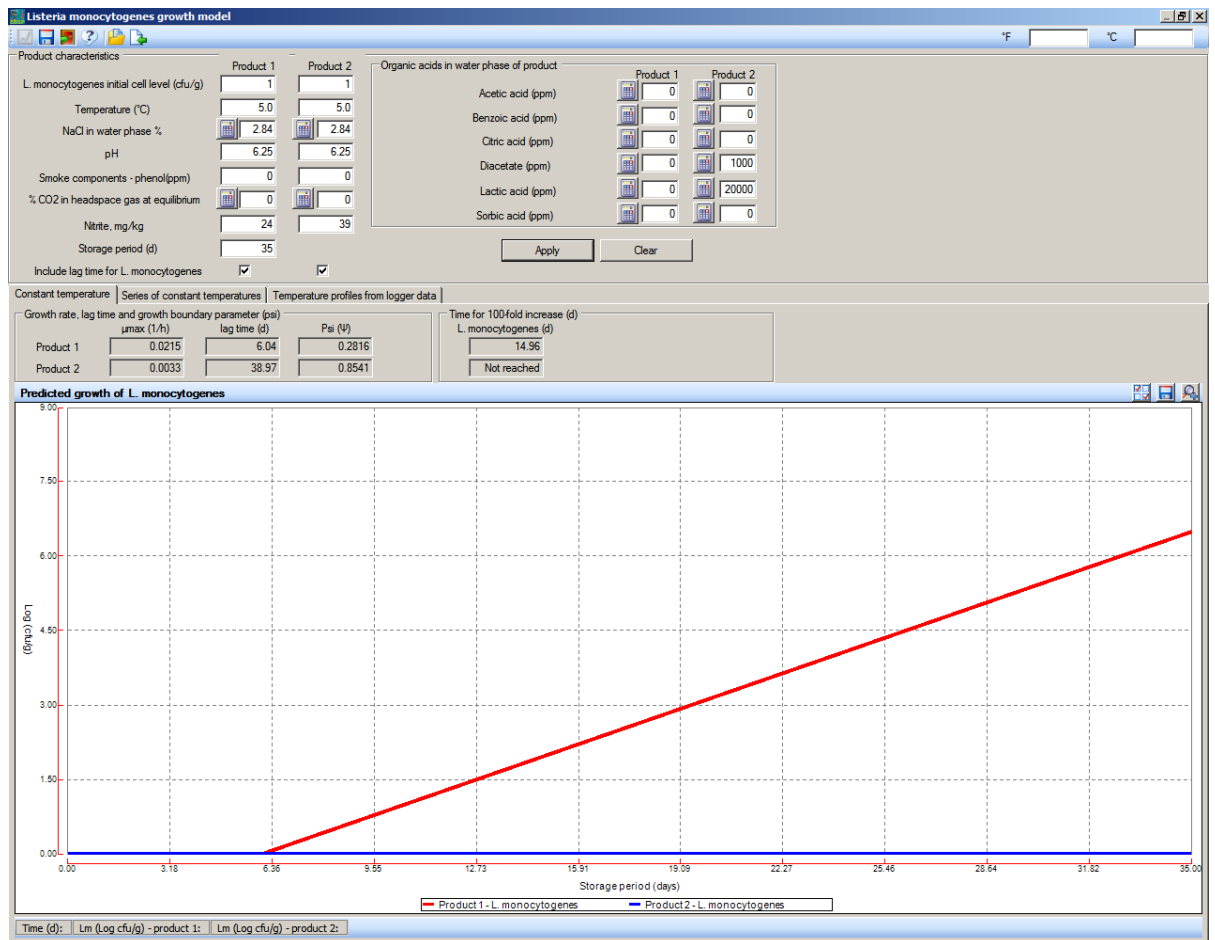 Listeria monocytogenes growth model
°F °C
Product characteristics
Product 1 Product 2
L. monocytogenes initial cell level (cfu/g) 1 1
Temperature (°C) 5.0 5.0
NaCl in water phase % 2.84 2.84
pH 6.25 6.25
Smoke components - phenol(ppm) 0 0
% CO2 in headspace gas at equilibrium 0 0
Nitrite, mg/kg 24 39
Storage period (d) 35
Include lag time for L. monocytogenes
Organic acids in water phase of product
Product 1 Product 2
Acetic acid (ppm) 0 0
Benzoic acid (ppm) 0 0
Citric acid (ppm) 0 0
Diacetate (ppm) 0 1000
Lactic acid (ppm) 0 20000
Sorbic acid (ppm) 0 0
Apply Clear
Constant temperature Series of constant temperatures Temperature profiles from logger data
Growth rate, lag time and growth boundary parameter (psi)
µmax (1/h) lag time (d) Psi (Ψ)
Product 1 0.0215 6.04 0.2816
Product 2 0.0033 38.97 0.8541
Time for 100-fold increase (d)
L. monocytogenes (d)
14.96
Not reached
Predicted growth of L. monocytogenes
9.00
7.50
6.00
4.50
3.00
1.50
0.00
Log (cfu/g)
0.00 3.18 6.36 9.55 12.73 15.91 19.09 22.27 25.46 28.64 31.82 35.00
Storage period (days)
Product 1 - L. monocytogenes Product 2 - L. monocytogenes
Time (d): Lm (Log cfu/g) - product 1: Lm (Log cfu/g) - product 2: